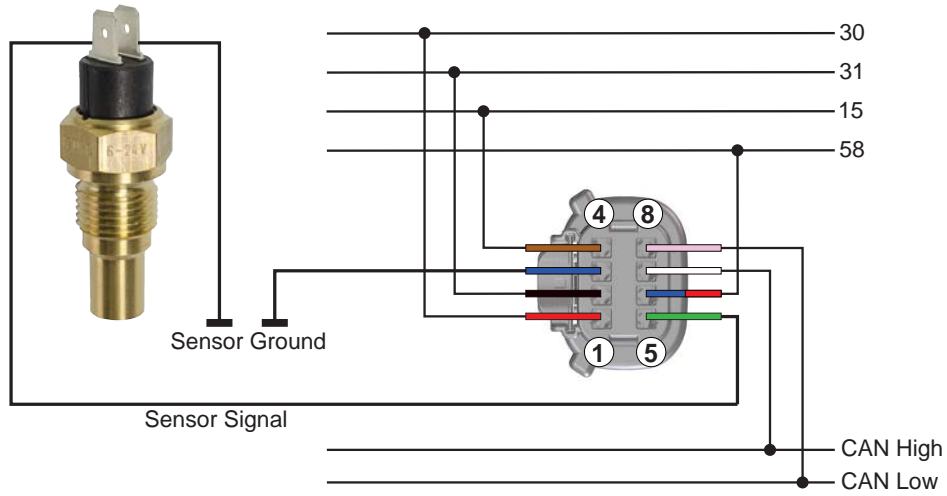 30
31
15
58
6-24V
4
8
1
5
Sensor Ground
Sensor Signal
CAN High
CAN Low